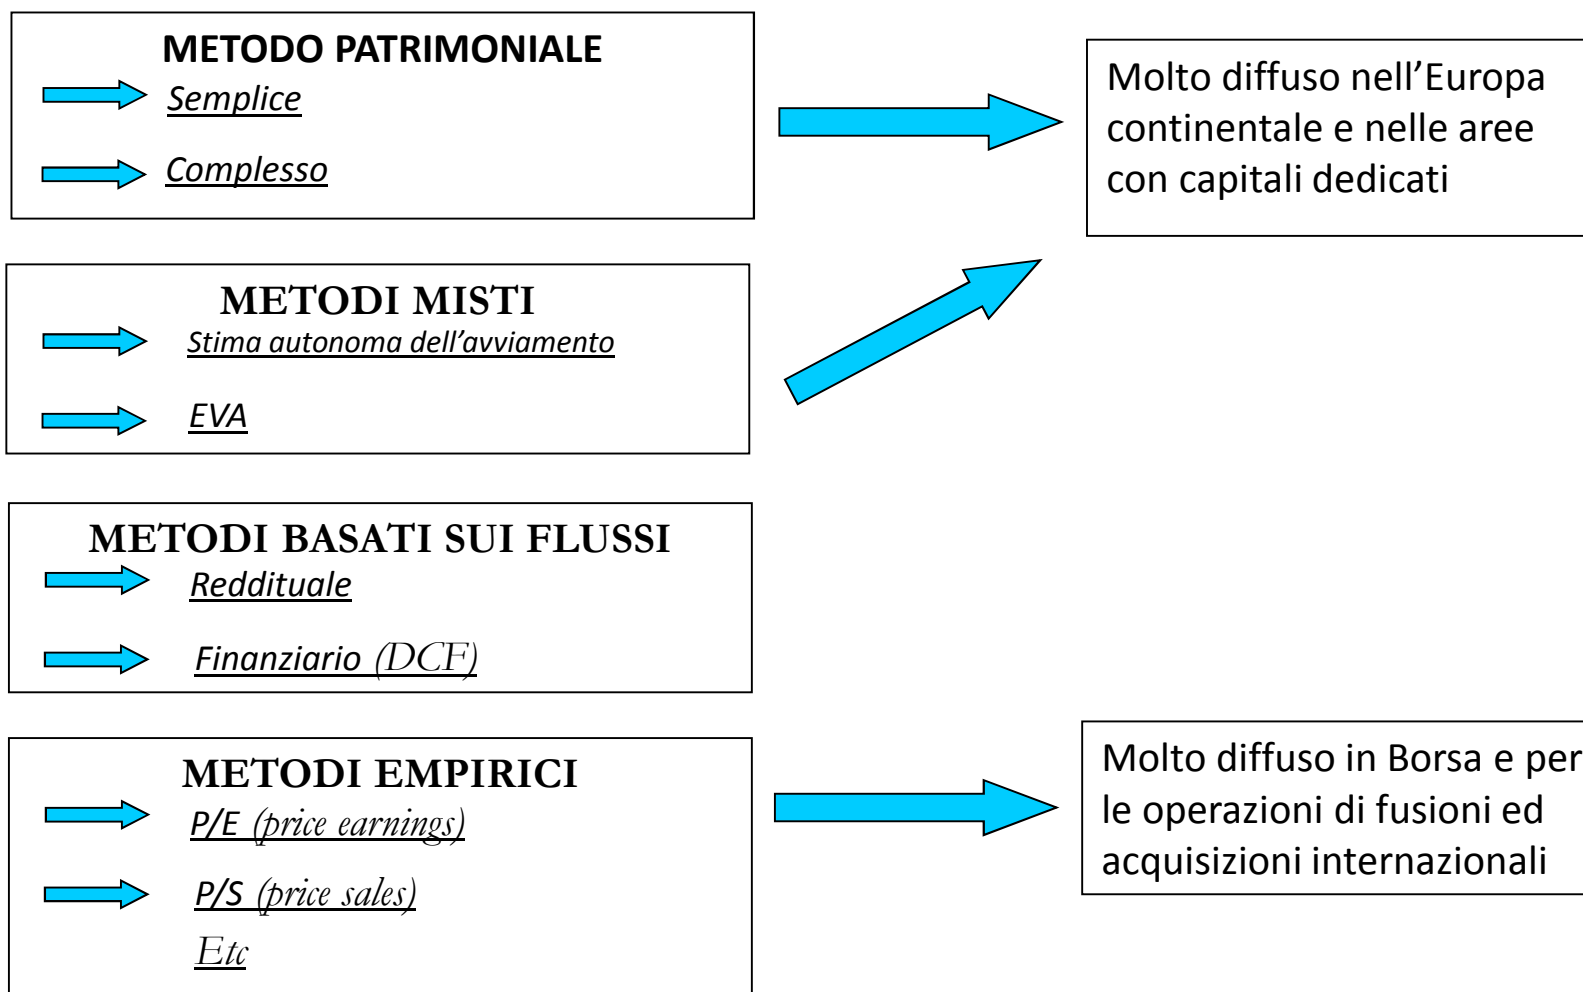 METODO PATRIMONIALE
Semplice
Complesso
Molto diffuso nell’Europa
continentale e nelle aree
con capitali dedicati
METODI MISTI
Stima autonoma dell’avviamento
EVA
METODI BASATI SUI FLUSSI
Reddituale
Finanziario (DCF)
METODI EMPIRICI
P/E (price earnings)
P/S (price sales)
Etc
Molto diffuso in Borsa e per
le operazioni di fusioni ed
acquisizioni internazionali